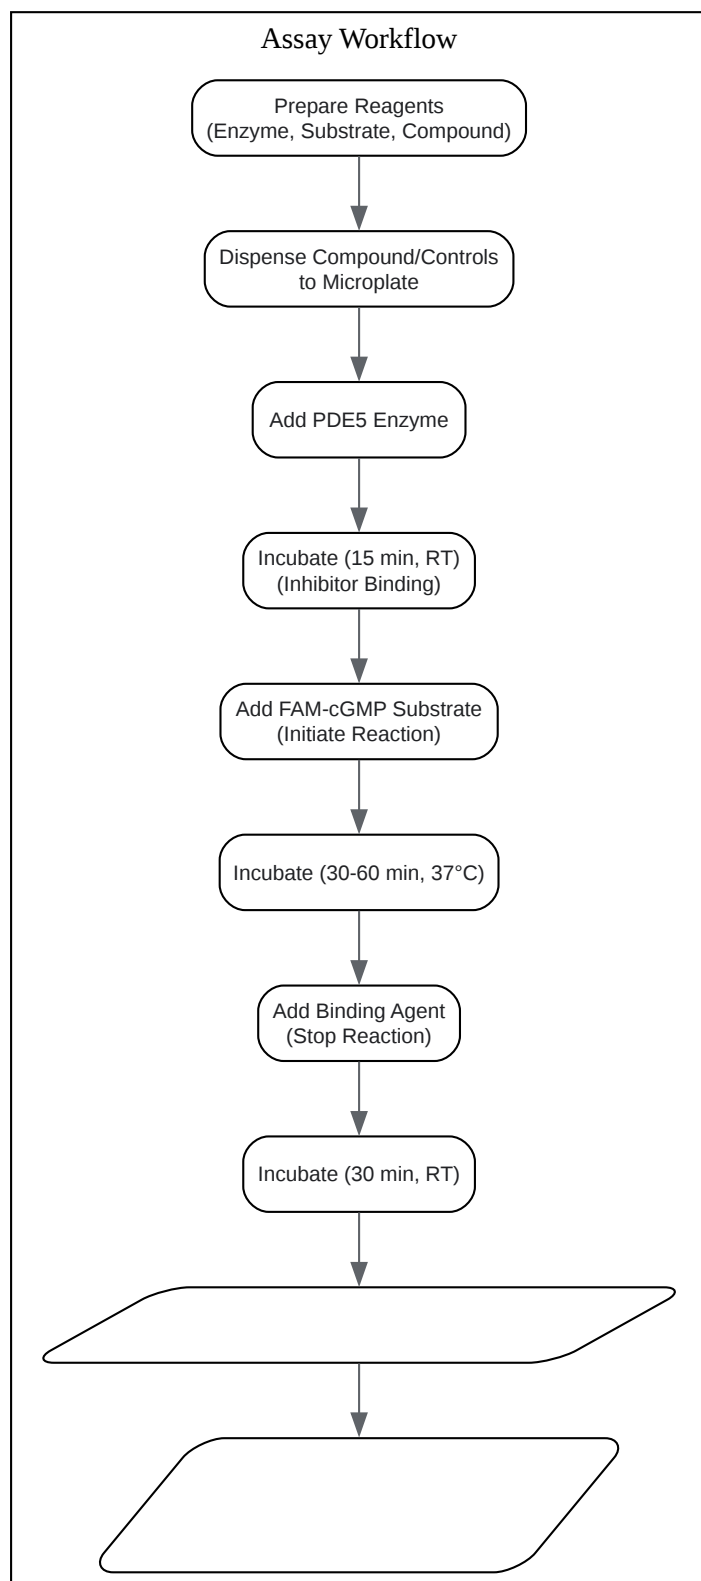 Assay Workflow
Prepare Reagents
(Enzyme, Substrate, Compound)
Dispense Compound/Controls
to Microplate
Add PDE5 Enzyme
Incubate (15 min, RT)
(Inhibitor Binding)
Add FAM-cGMP Substrate
(Initiate Reaction)
Incubate (30-60 min, 37°C)
Add Binding Agent
(Stop Reaction)
Incubate (30 min, RT)